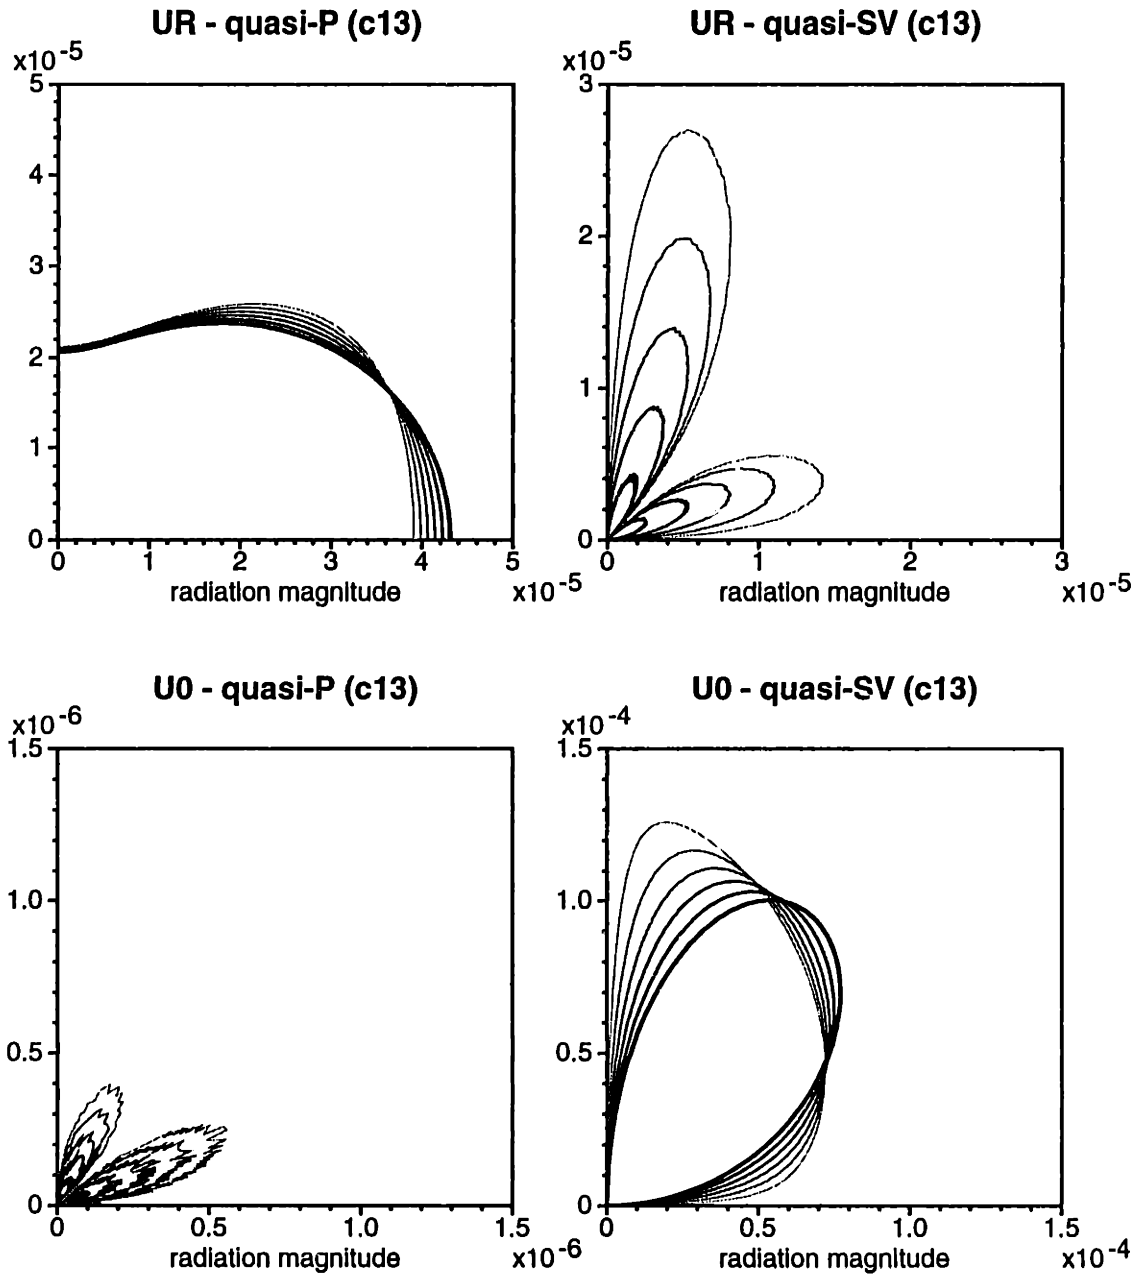 UR - quasi-P (c13)
x10-5
5
4
3
2
1
0
0 1 2 3 4 5
radiation magnitude x10-5
UR - quasi-SV (c13)
x10-5
3
2
1
0
0 1 2 3
radiation magnitude x10-5
U0 - quasi-P (c13)
x10-6
1.5
1.0
0.5
0
0 0.5 1.0 1.5
radiation magnitude x10-6
U0 - quasi-SV (c13)
x10-4
1.5
1.0
0.5
0
0 0.5 1.0 1.5
radiation magnitude x10-4